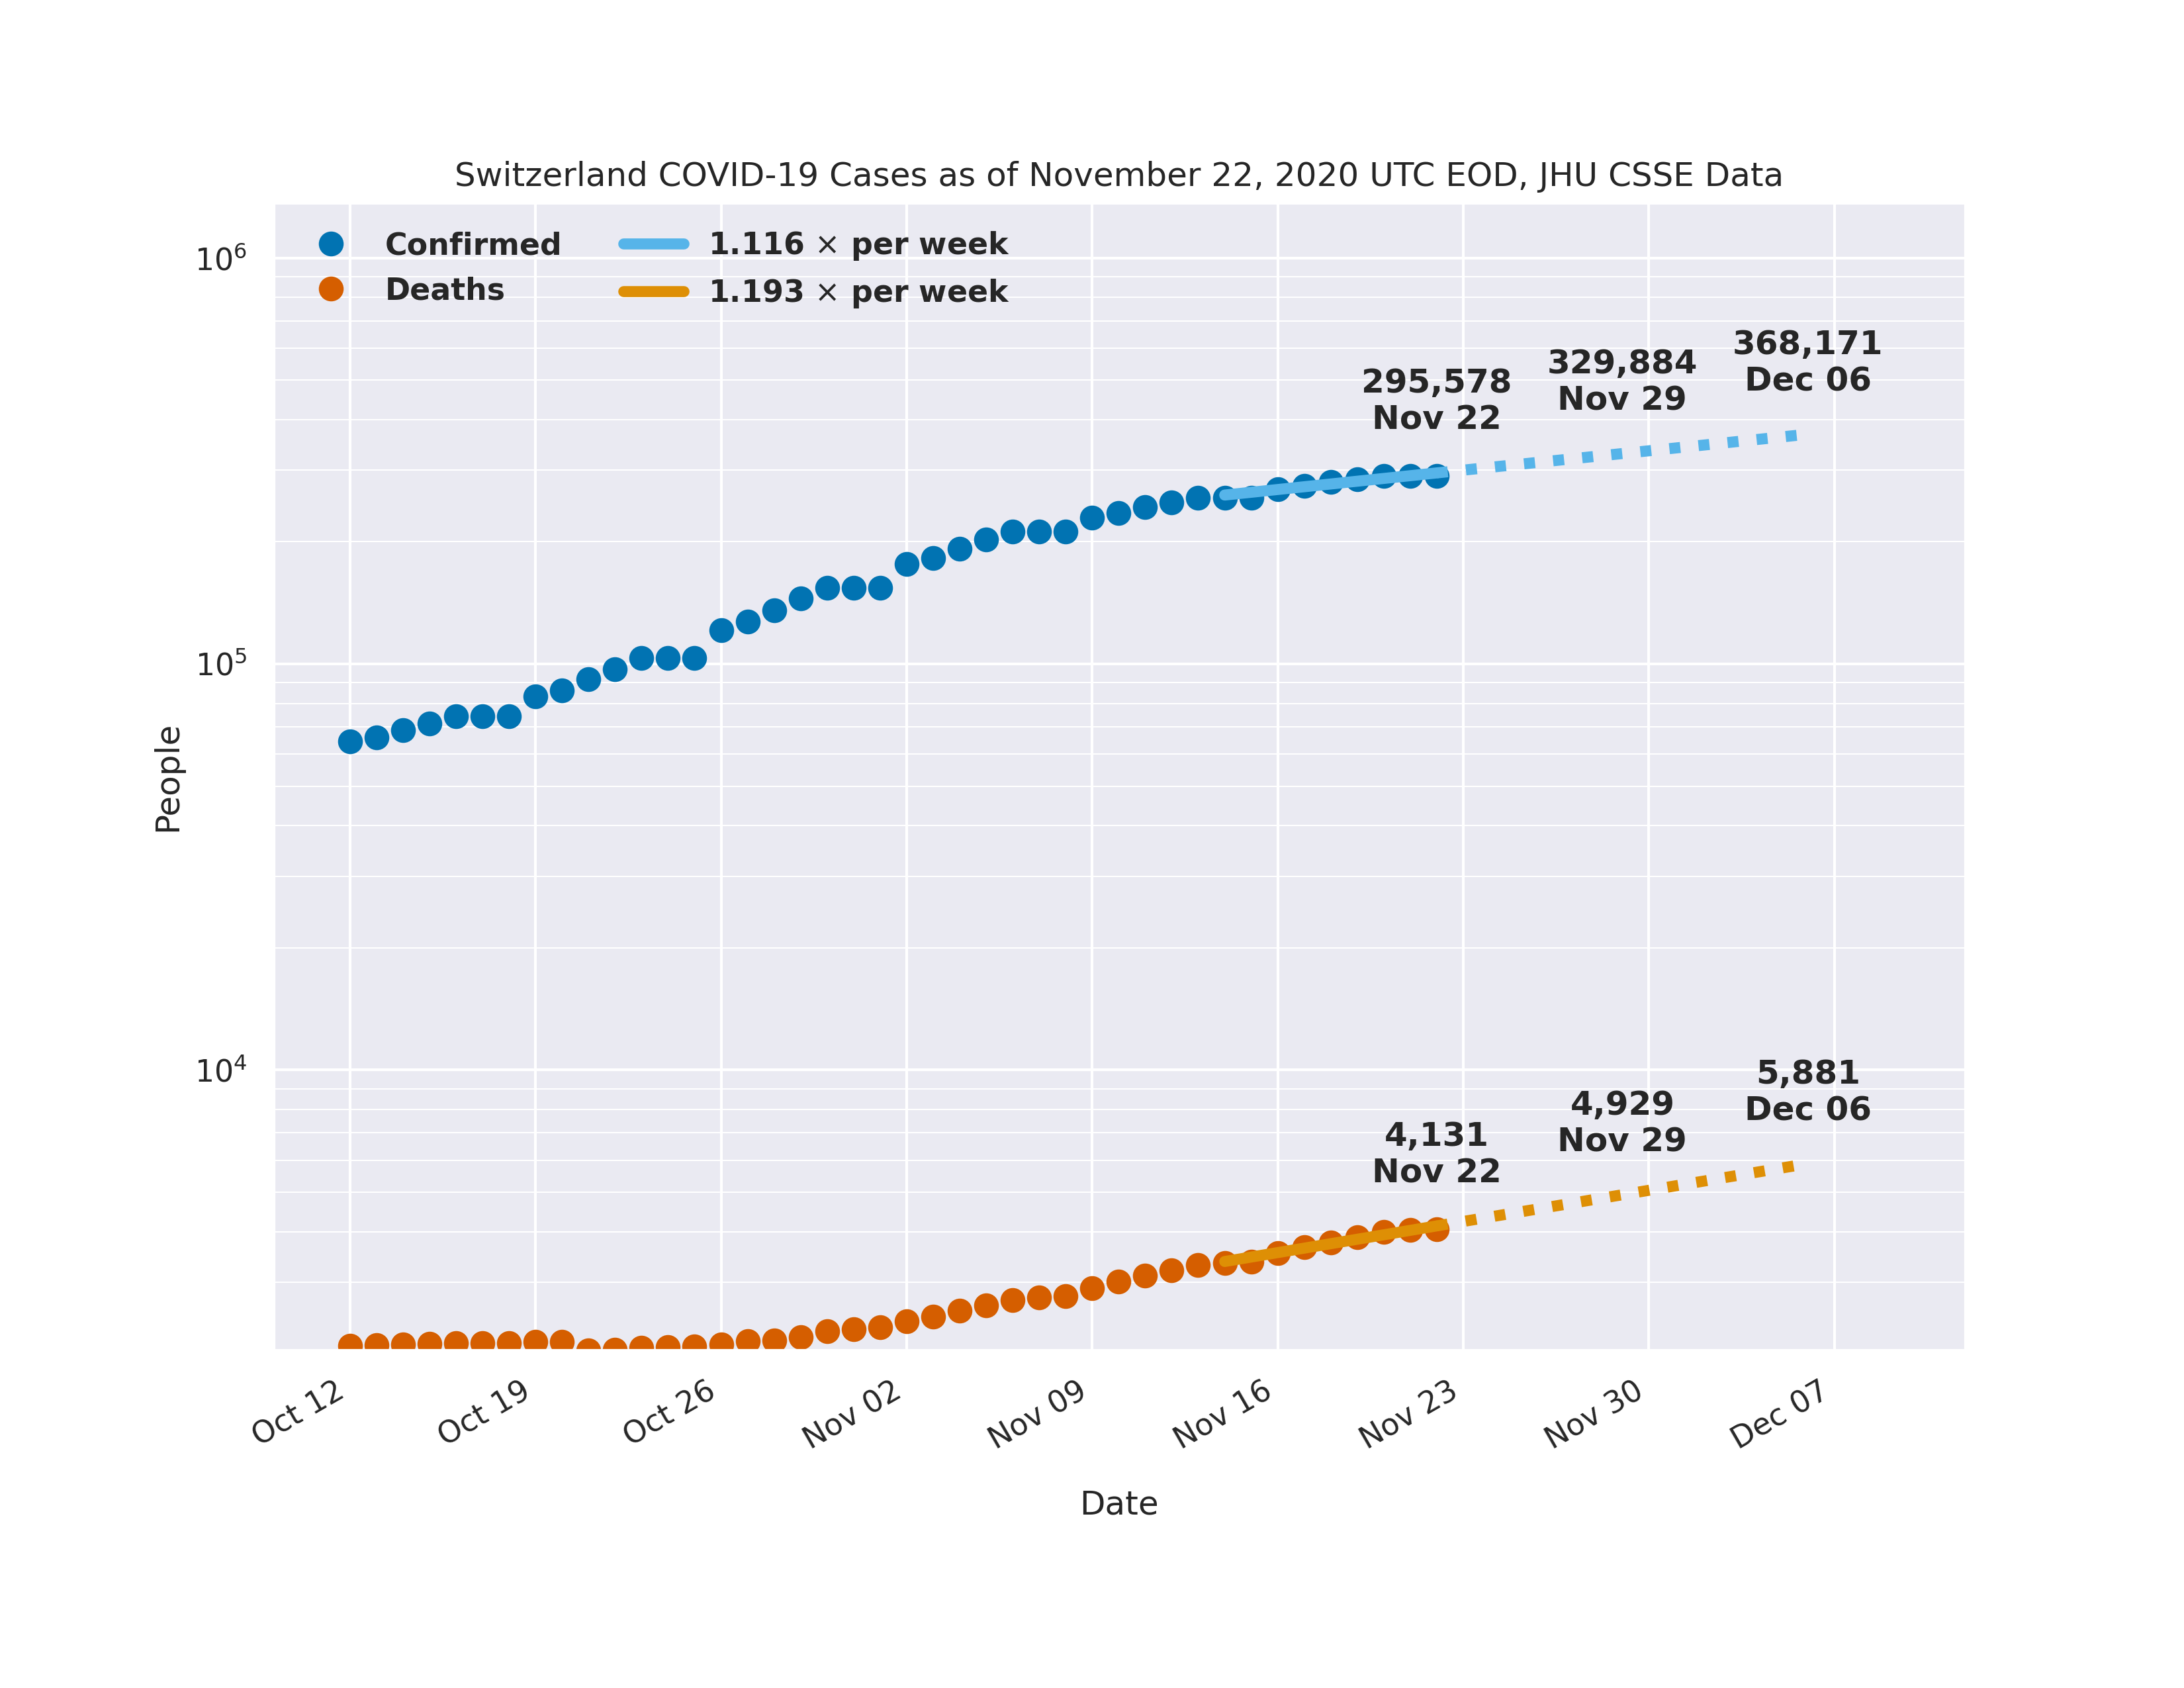 Switzerland COVID-19 Cases as of November 22, 2020 UTC EOD, JHU CSSE Data
Confirmed
Deaths
1.116 × per week
1.193 × per week
295,578
Nov 22
329,884
Nov 29
368,171
Dec 06
4,131
Nov 22
4,929
Nov 29
5,881
Dec 06
10⁶
10⁵
10⁴
People
Oct 12
Oct 19
Oct 26
Nov 02
Nov 09
Nov 16
Nov 23
Nov 30
Dec 07
Date